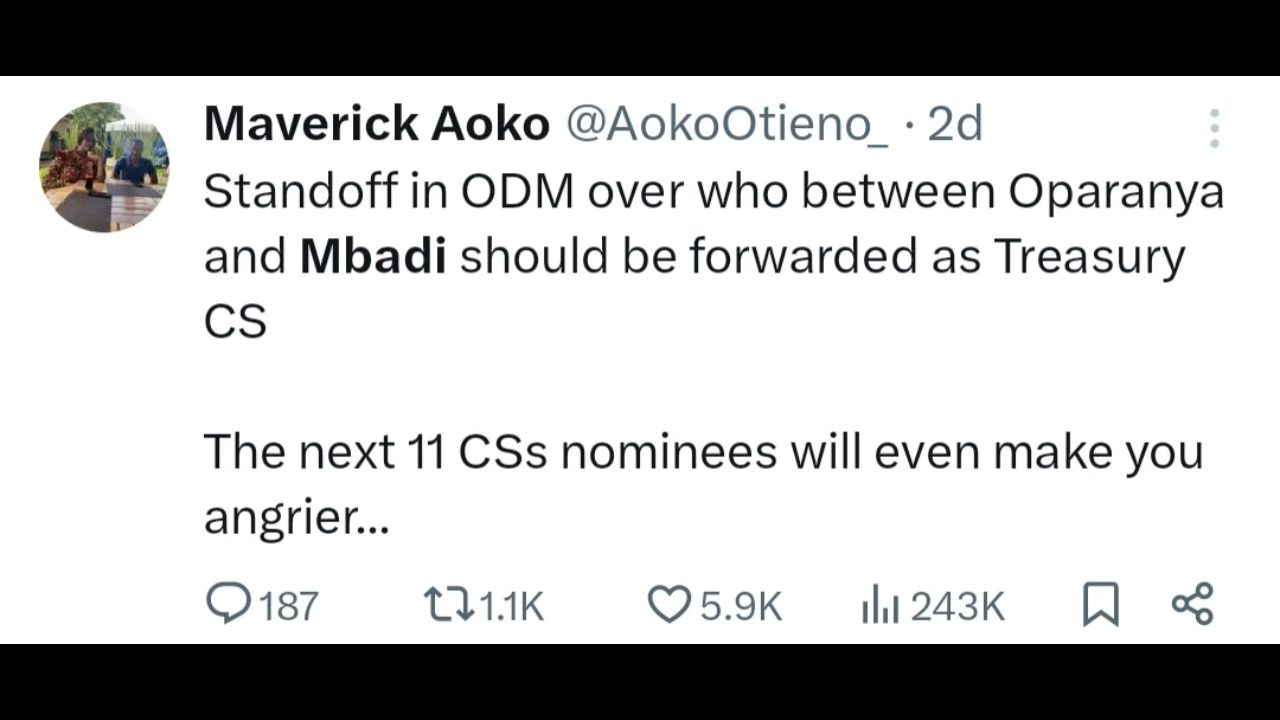 Maverick Aoko @AokoOtieno_ · 2d
Standoff in ODM over who between Oparanya
and Mbadi should be forwarded as Treasury
CS
The next 11 CSs nominees will even make you
angrier...
187 1.1K 5.9K 243K